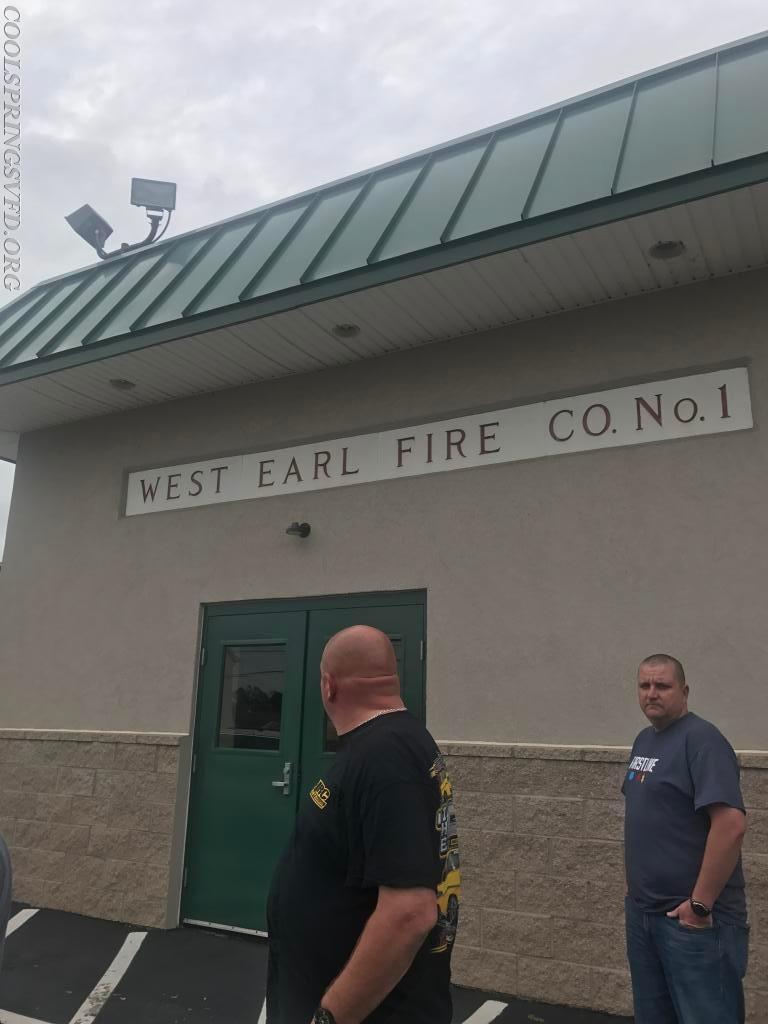 COOLSPRINGSVFD.ORG
WEST EARL FIRE CO. No. 1